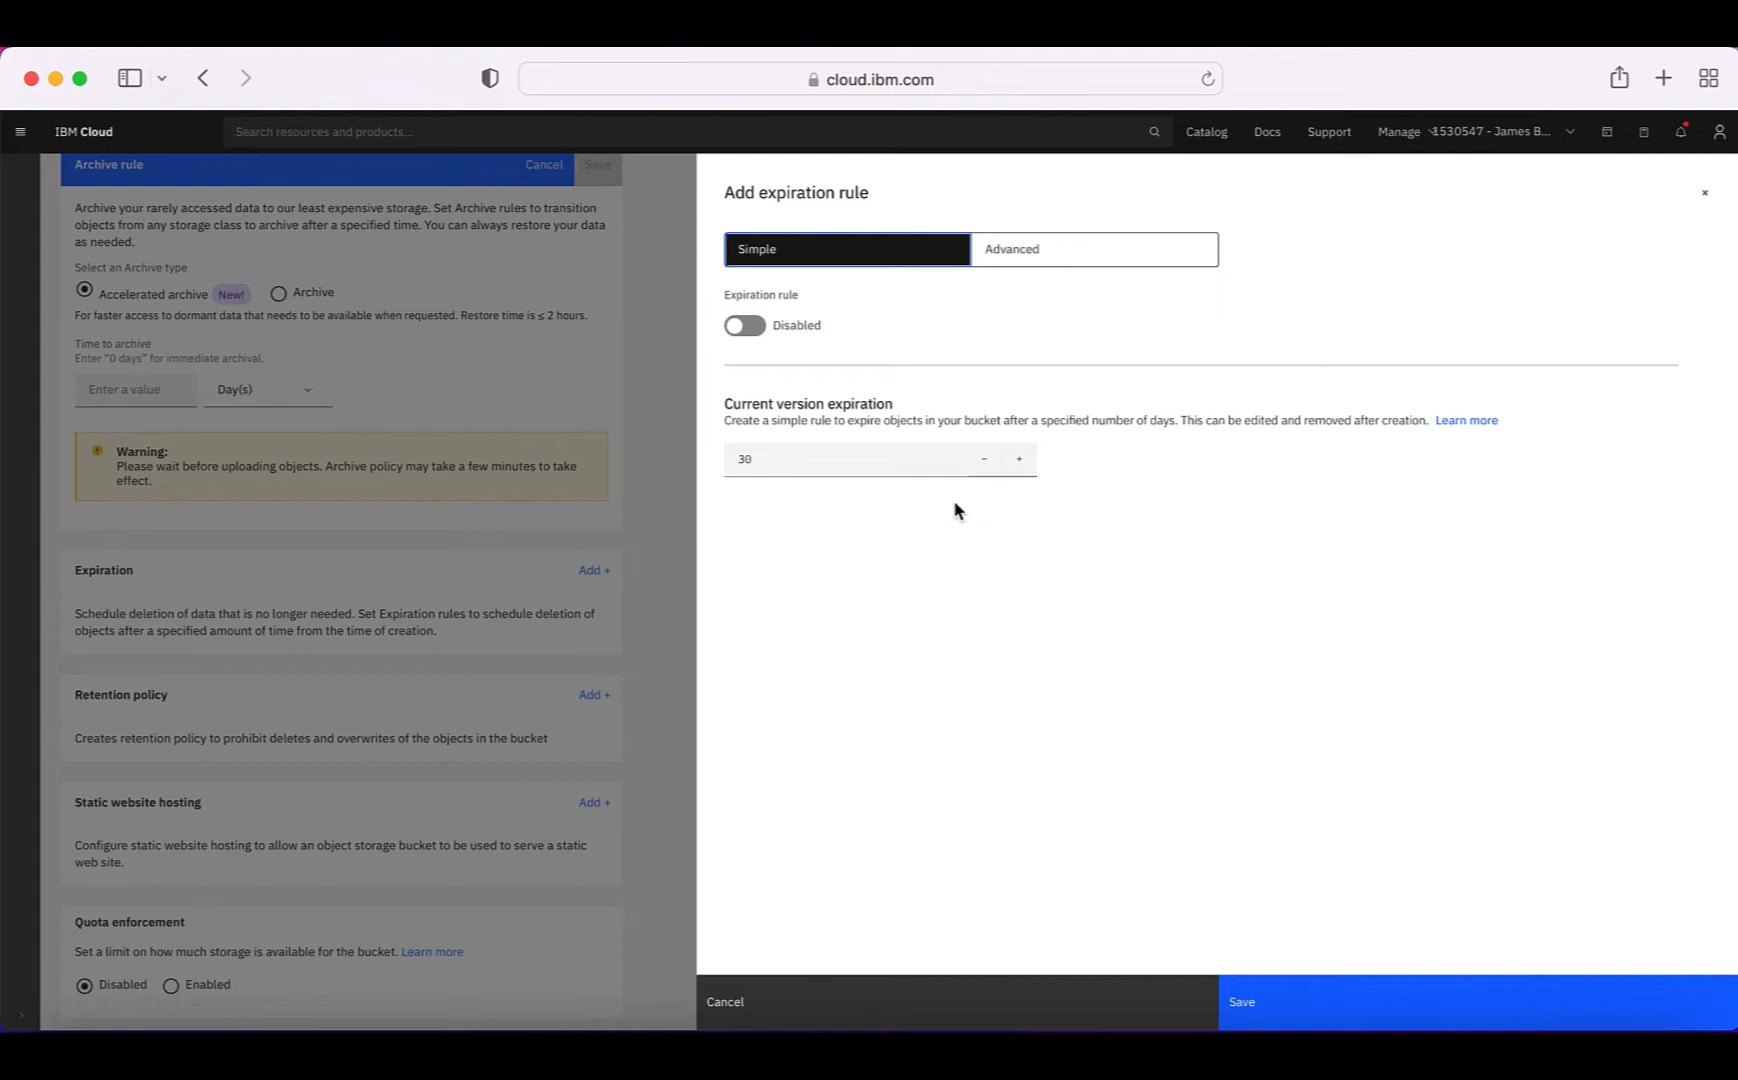 cloud.ibm.com
IBM Cloud
Search resources and products...
Catalog
Docs
Support
Manage
1530547 - James B...
Archive rule
Cancel
Save
Archive your rarely accessed data to our least expensive storage. Set Archive rules to transition
objects from any storage class to archive after a specified time. You can always restore your data
as needed.
Select an Archive type
Accelerated archive New!
Archive
For faster access to dormant data that needs to be available when requested. Restore time is ≤ 2 hours.
Time to archive
Enter "0 days" for immediate archival.
Enter a value
Day(s)
Warning:
Please wait before uploading objects. Archive policy may take a few minutes to take
effect.
Expiration
Add +
Schedule deletion of data that is no longer needed. Set Expiration rules to schedule deletion of
objects after a specified amount of time from the time of creation.
Retention policy
Add +
Creates retention policy to prohibit deletes and overwrites of the objects in the bucket
Static website hosting
Add +
Configure static website hosting to allow an object storage bucket to be used to serve a static
web site.
Quota enforcement
Set a limit on how much storage is available for the bucket. Learn more
Disabled
Enabled
Add expiration rule
Simple
Advanced
Expiration rule
Disabled
Current version expiration
Create a simple rule to expire objects in your bucket after a specified number of days. This can be edited and removed after creation. Learn more
30
- +
Cancel
Save